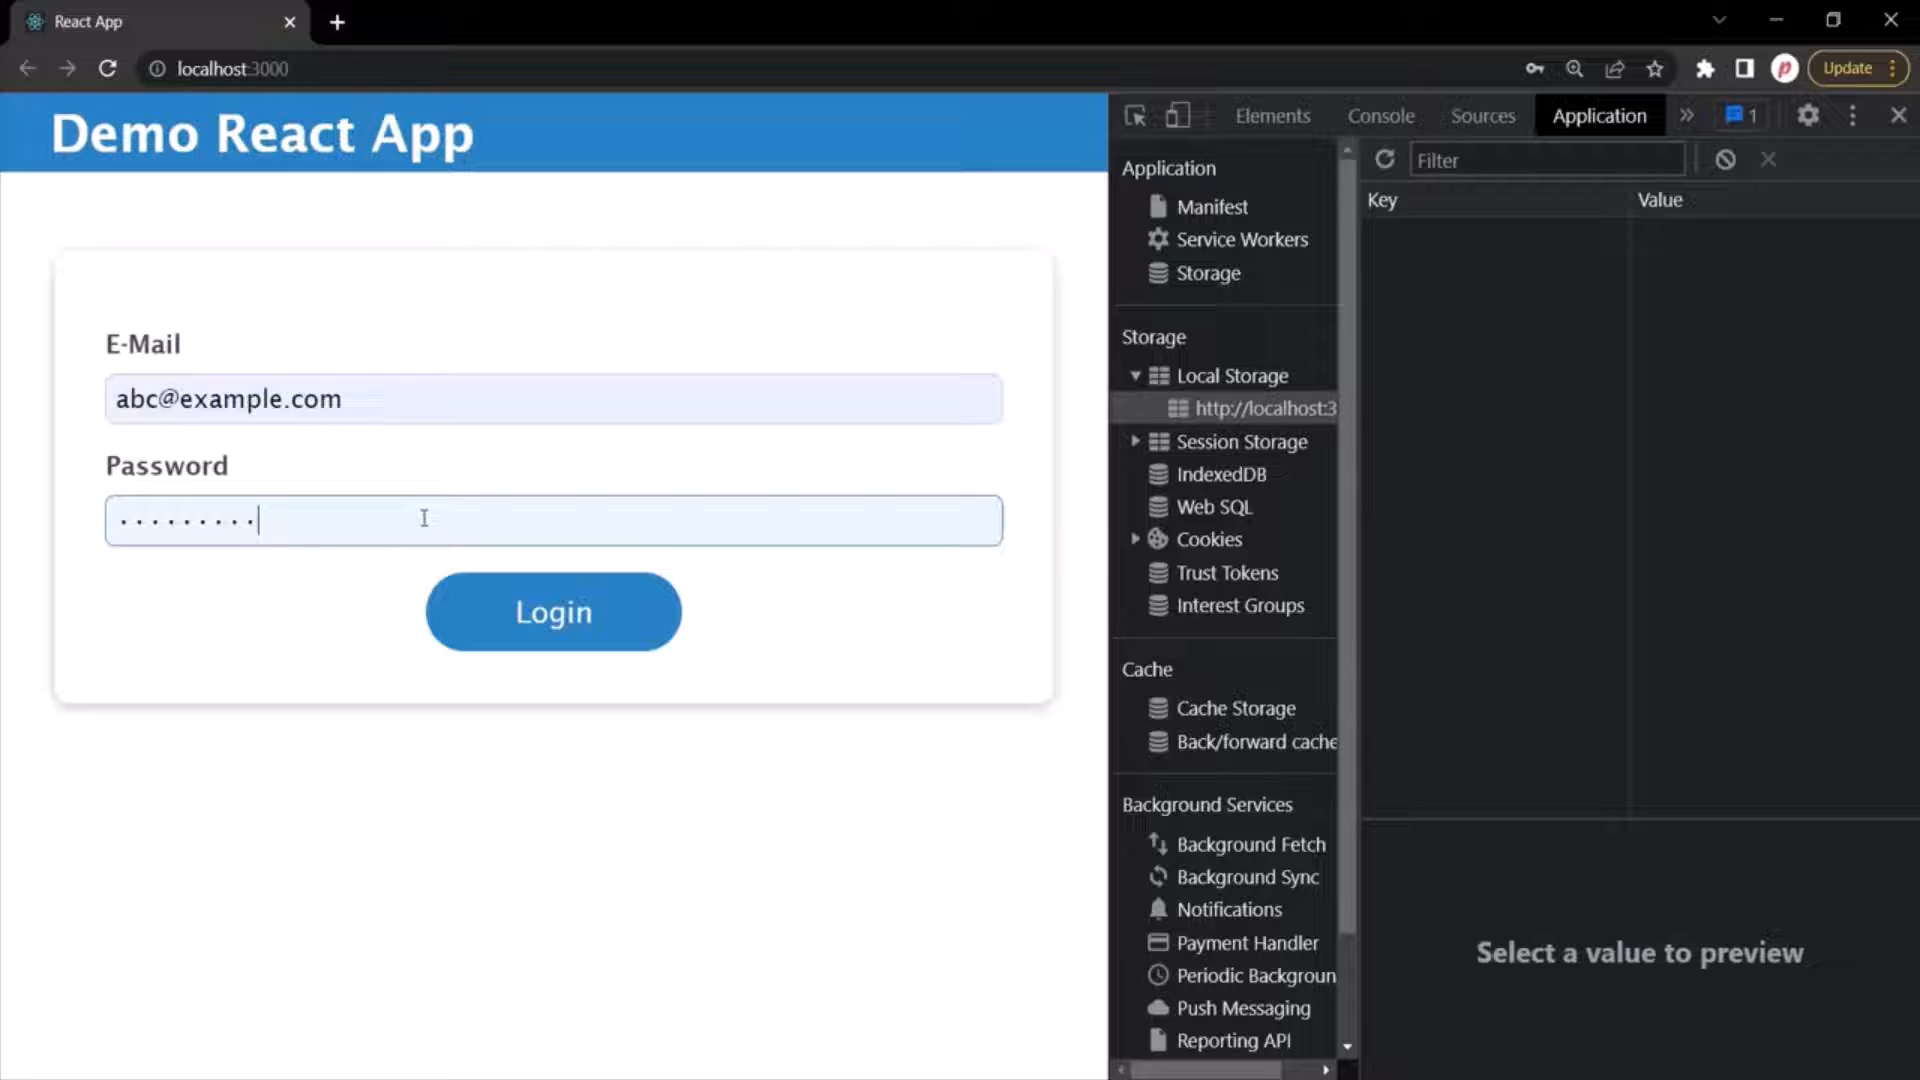 React App
localhost:3000
Update
Demo React App
E-Mail
abc@example.com
Password
.........
Login
Elements
Console
Sources
Application
1
Application
Manifest
Service Workers
Storage
Storage
Local Storage
http://localhost:3
Session Storage
IndexedDB
Web SQL
Cookies
Trust Tokens
Interest Groups
Cache
Cache Storage
Back/forward cache
Background Services
Background Fetch
Background Sync
Notifications
Payment Handler
Periodic Backgroun
Push Messaging
Reporting API
Filter
Key
Value
Select a value to preview